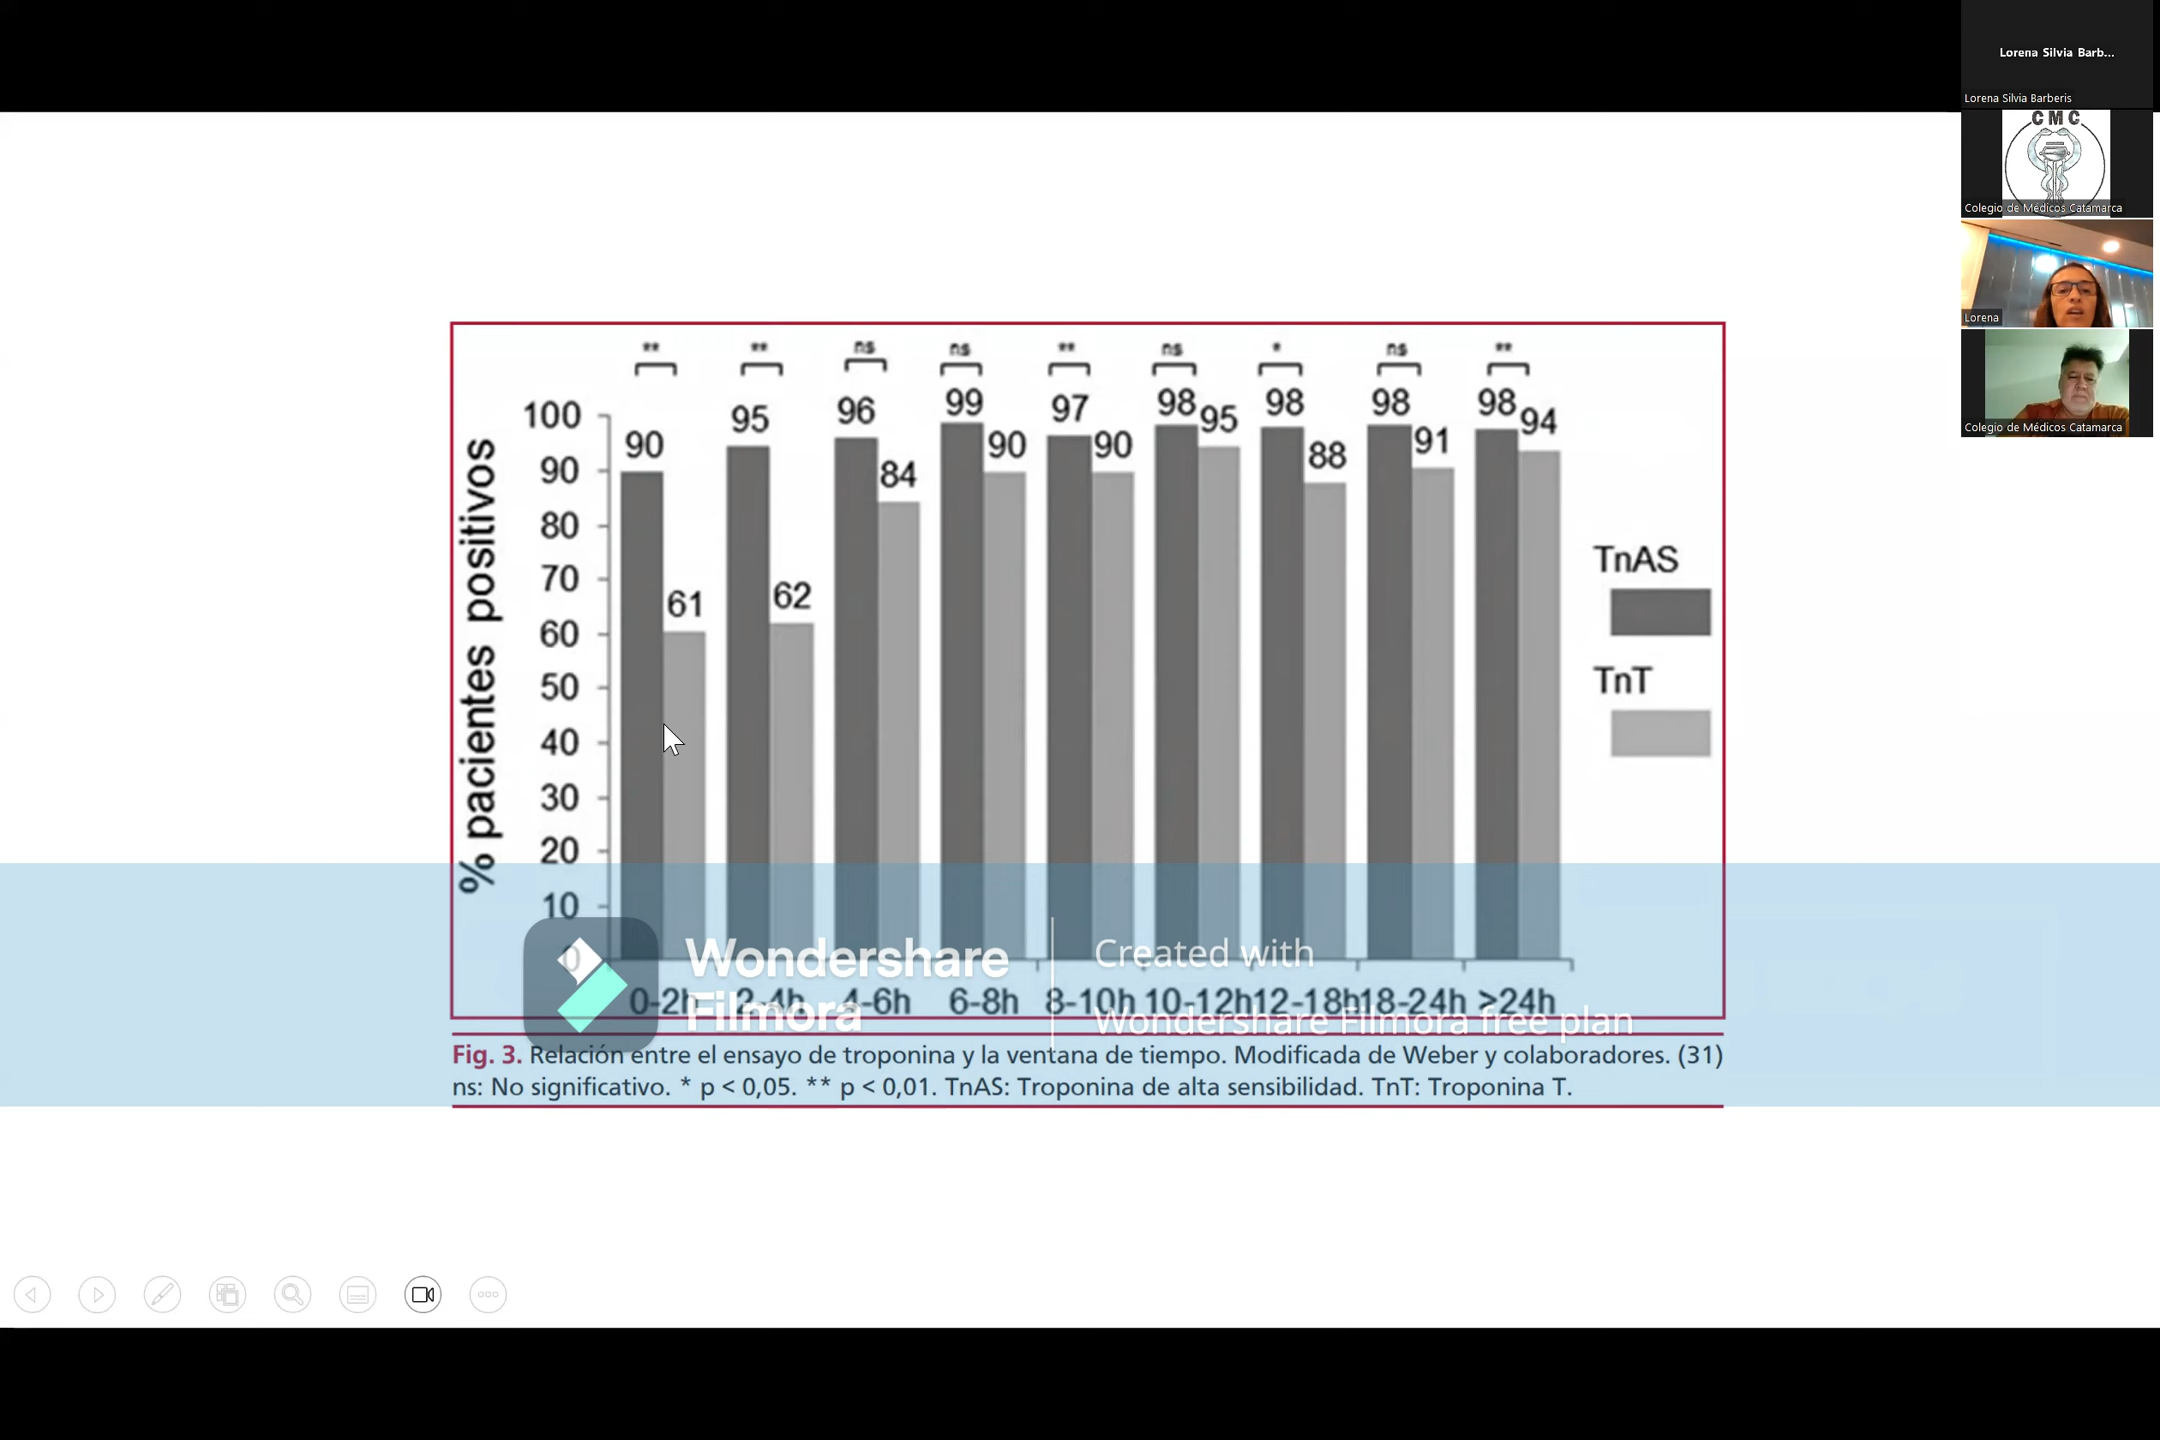 Lorena Silvia Barb...
Lorena Silvia Barberis
CMC
Colegio de Médicos Catamarca
Lorena
Colegio de Médicos Catamarca
** ** ns ns ** ns * ns **
90 61 95 62 96 84 99 90 97 90 98 95 98 88 98 91 98 94
% pacientes positivos
100
90
80
70
60
50
40
30
20
10
0
TnAS
TnT
0-2h 2-4h 4-6h 6-8h 8-10h 10-12h 12-18h 18-24h >24h
Wondershare
Filmora
Created with
Wondershare Filmora free plan
Fig. 3. Relación entre el ensayo de troponina y la ventana de tiempo. Modificada de Weber y colaboradores. (31)
ns: No significativo. * p < 0,05. ** p < 0,01. TnAS: Troponina de alta sensibilidad. TnT: Troponina T.